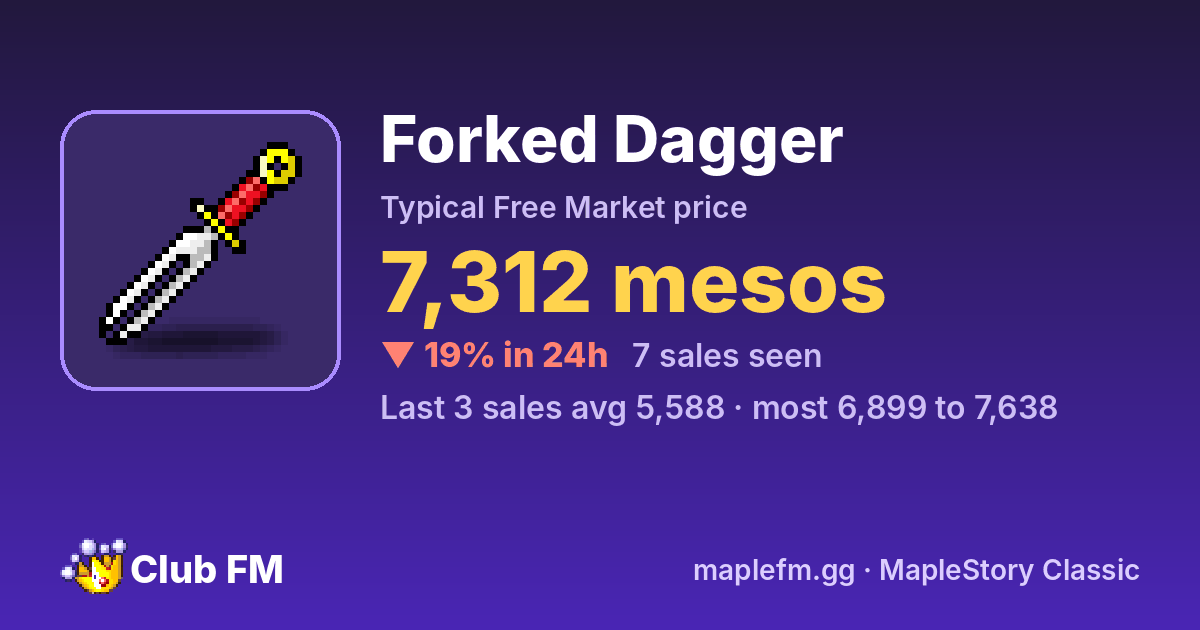 Forked Dagger
Typical Free Market price
7,312 mesos
▼ 19% in 24h 7 sales seen
Last 3 sales avg 5,588 · most 6,899 to 7,638
Club FM
maplefm.gg · MapleStory Classic